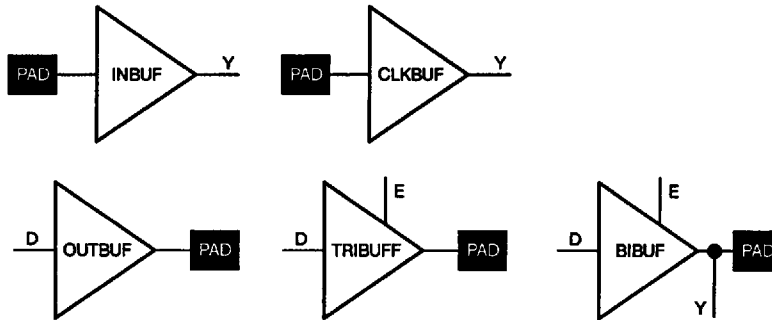 PAD INBUF Y PAD CLKBUF Y
E E
D OUTBUF PAD D TRIBUFF PAD D BIBUF PAD
Y